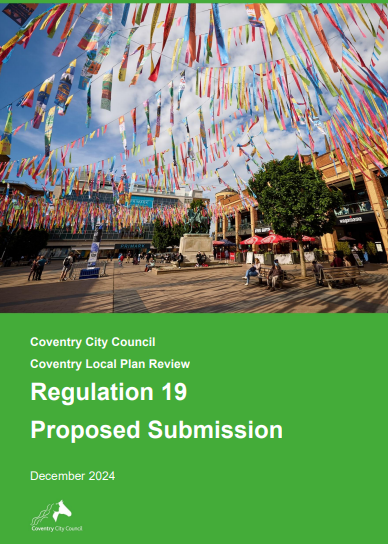 Coventry City Council
Coventry Local Plan Review
Regulation 19
Proposed Submission
December 2024
Coventry City Council